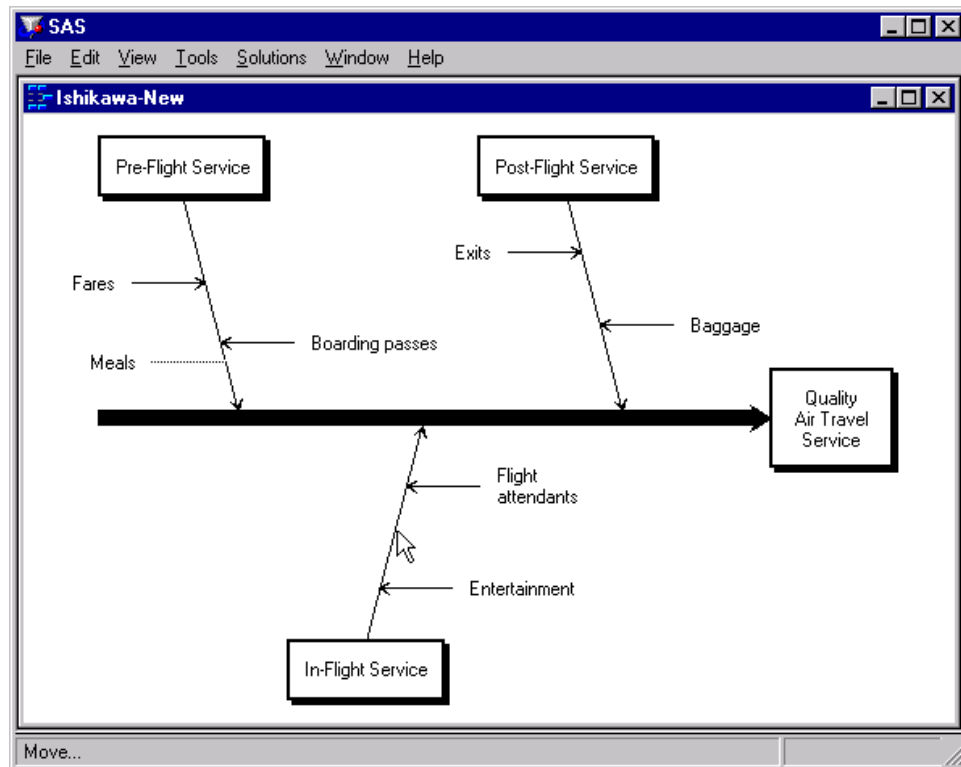 SAS
File Edit View Tools Solutions Window Help
Ishikawa-New
Pre-Flight Service
Post-Flight Service
Exits
Fares
Baggage
Boarding passes
Meals
Quality
Air Travel
Service
Flight
attendants
Entertainment
In-Flight Service
Move...